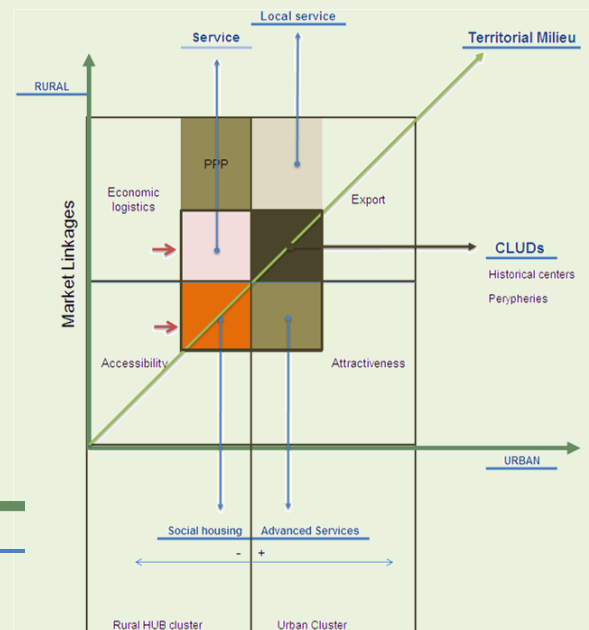 Local service
Service
Territorial Milieu
RURAL
PPP
Economic
logistics
Export
Market Linkages
CLUDs
Historical centers
Perypheries
Accessibility
Attractiveness
URBAN
Social housing
Advanced Services
- +
Rural HUB cluster
Urban Cluster